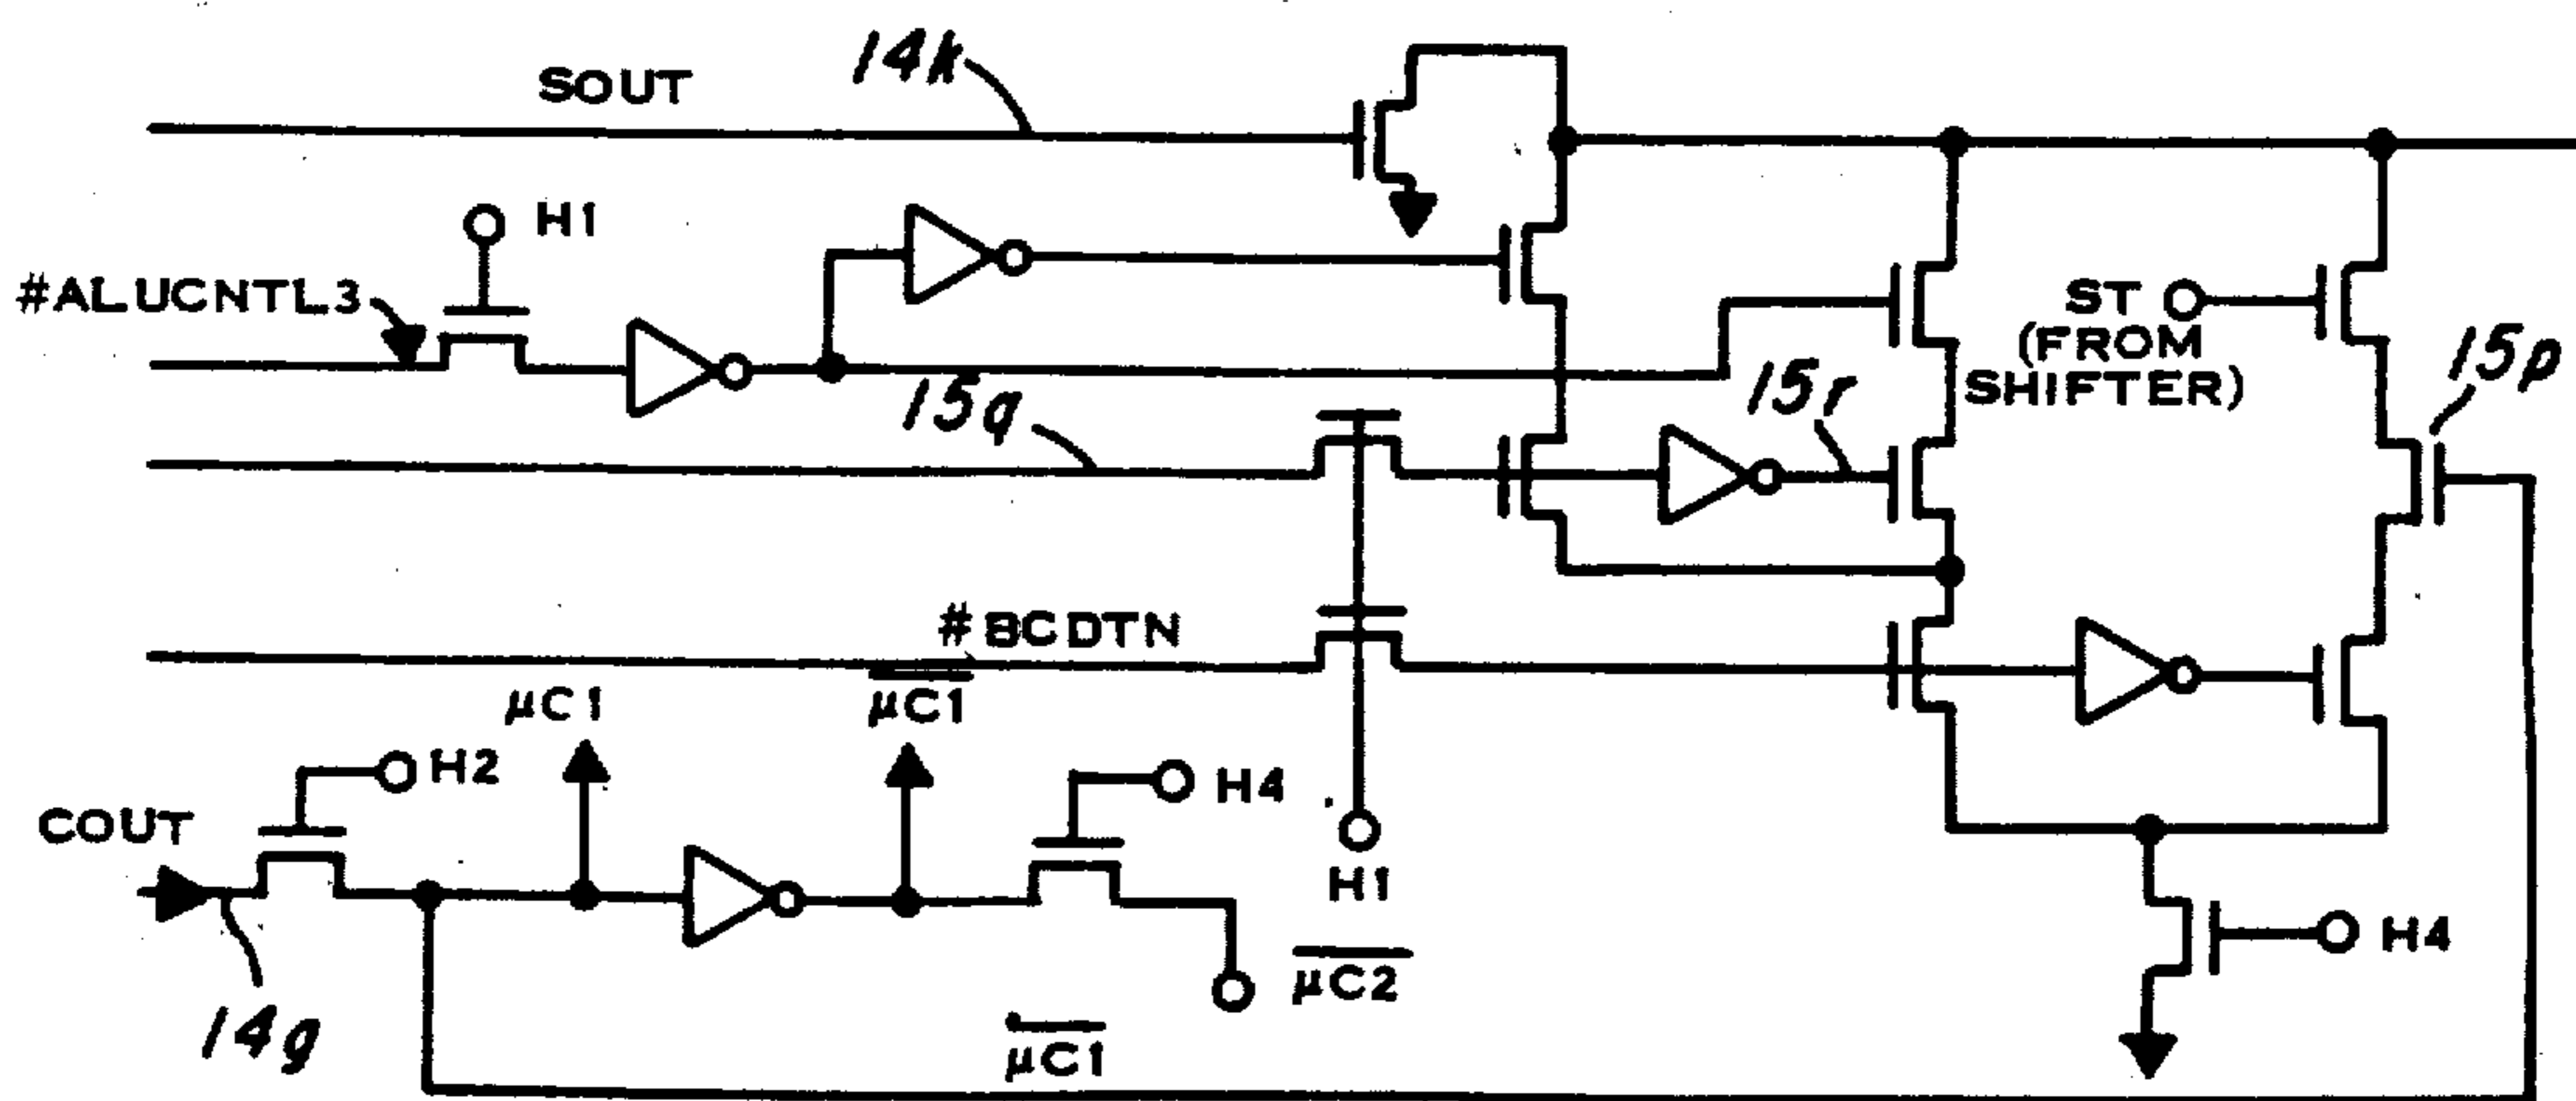 SOUT
14k
H1
#ALUCNTL3
ST
(FROM
SHIFTER)
15p
15r
15q
#BCDTN
μC1
μC1
H2
H4
COUT
H1
H4
μC2
μC1
14g